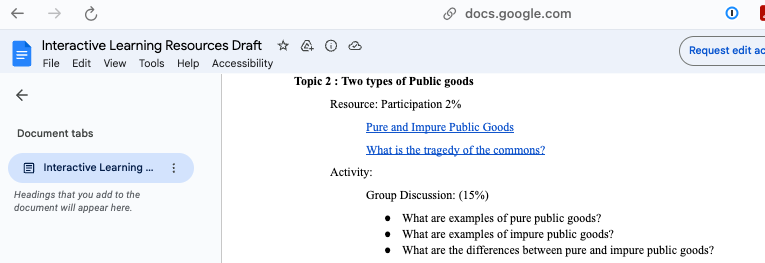 docs.google.com
Interactive Learning Resources Draft
File Edit View Tools Help Accessibility
Request edit ac
Topic 2 : Two types of Public goods
Resource: Participation 2%
Pure and Impure Public Goods
Document tabs
What is the tragedy of the commons?
Interactive Learning ...
Activity:
Headings that you add to the
document will appear here.
Group Discussion: (15%)
● What are examples of pure public goods?
● What are examples of impure public goods?
● What are the differences between pure and impure public goods?